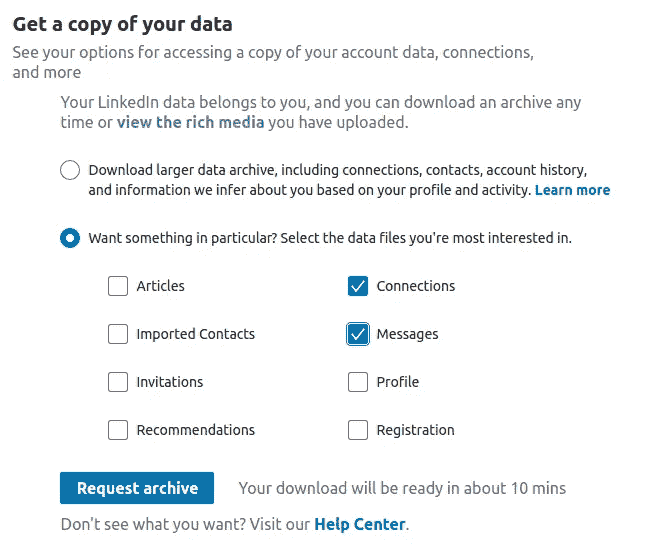 Get a copy of your data
See your options for accessing a copy of your account data, connections,
and more
Your LinkedIn data belongs to you, and you can download an archive any
time or view the rich media you have uploaded.
Download larger data archive, including connections, contacts, account history,
and information we infer about you based on your profile and activity. Learn more
Want something in particular? Select the data files you're most interested in.
Articles
Connections
Imported Contacts
Messages
Invitations
Profile
Recommendations
Registration
Request archive
Your download will be ready in about 10 mins
Don't see what you want? Visit our Help Center.